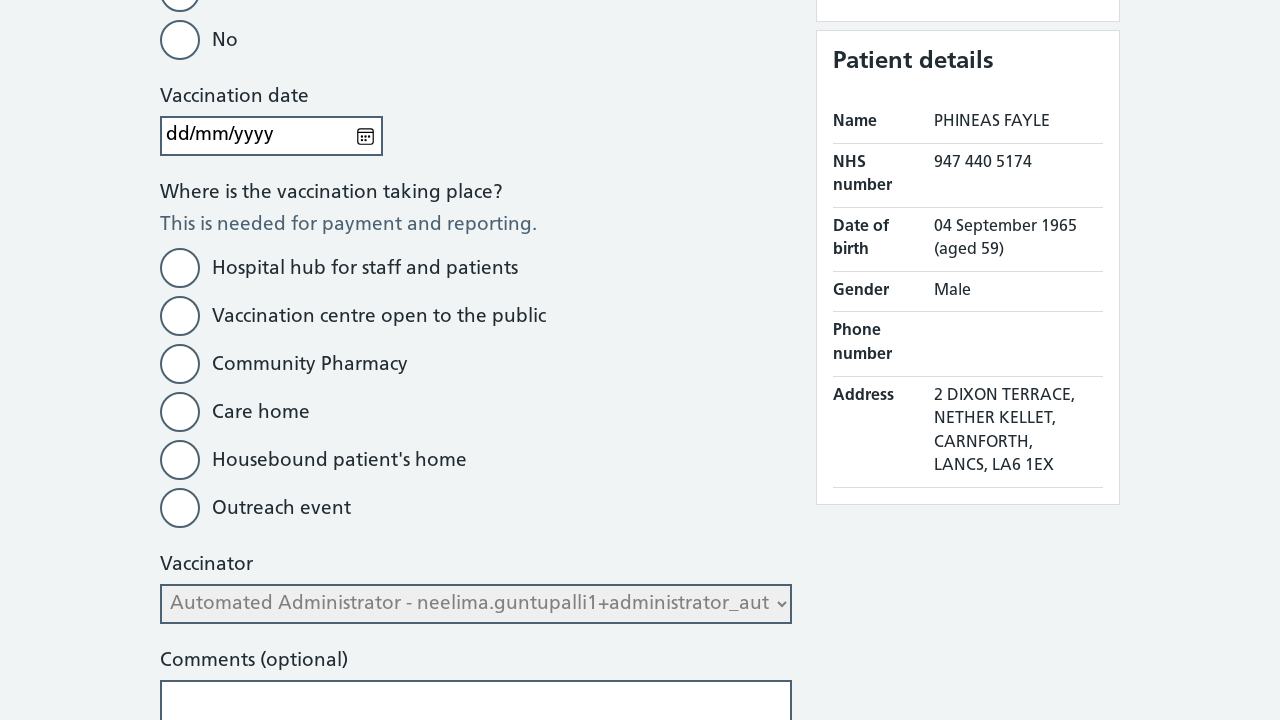 No
Vaccination date
dd/mm/yyyy
Where is the vaccination taking place?
This is needed for payment and reporting.
Hospital hub for staff and patients
Vaccination centre open to the public
Community Pharmacy
Care home
Housebound patient's home
Outreach event
Vaccinator
Automated Administrator - neelima.guntupalli1+administrator_aut
Comments (optional)
Patient details
Name PHINEAS FAYLE
NHS number 947 440 5174
Date of birth 04 September 1965 (aged 59)
Gender Male
Phone number
Address 2 DIXON TERRACE,
NETHER KELLET,
CARNFORTH,
LANCS, LA6 1EX